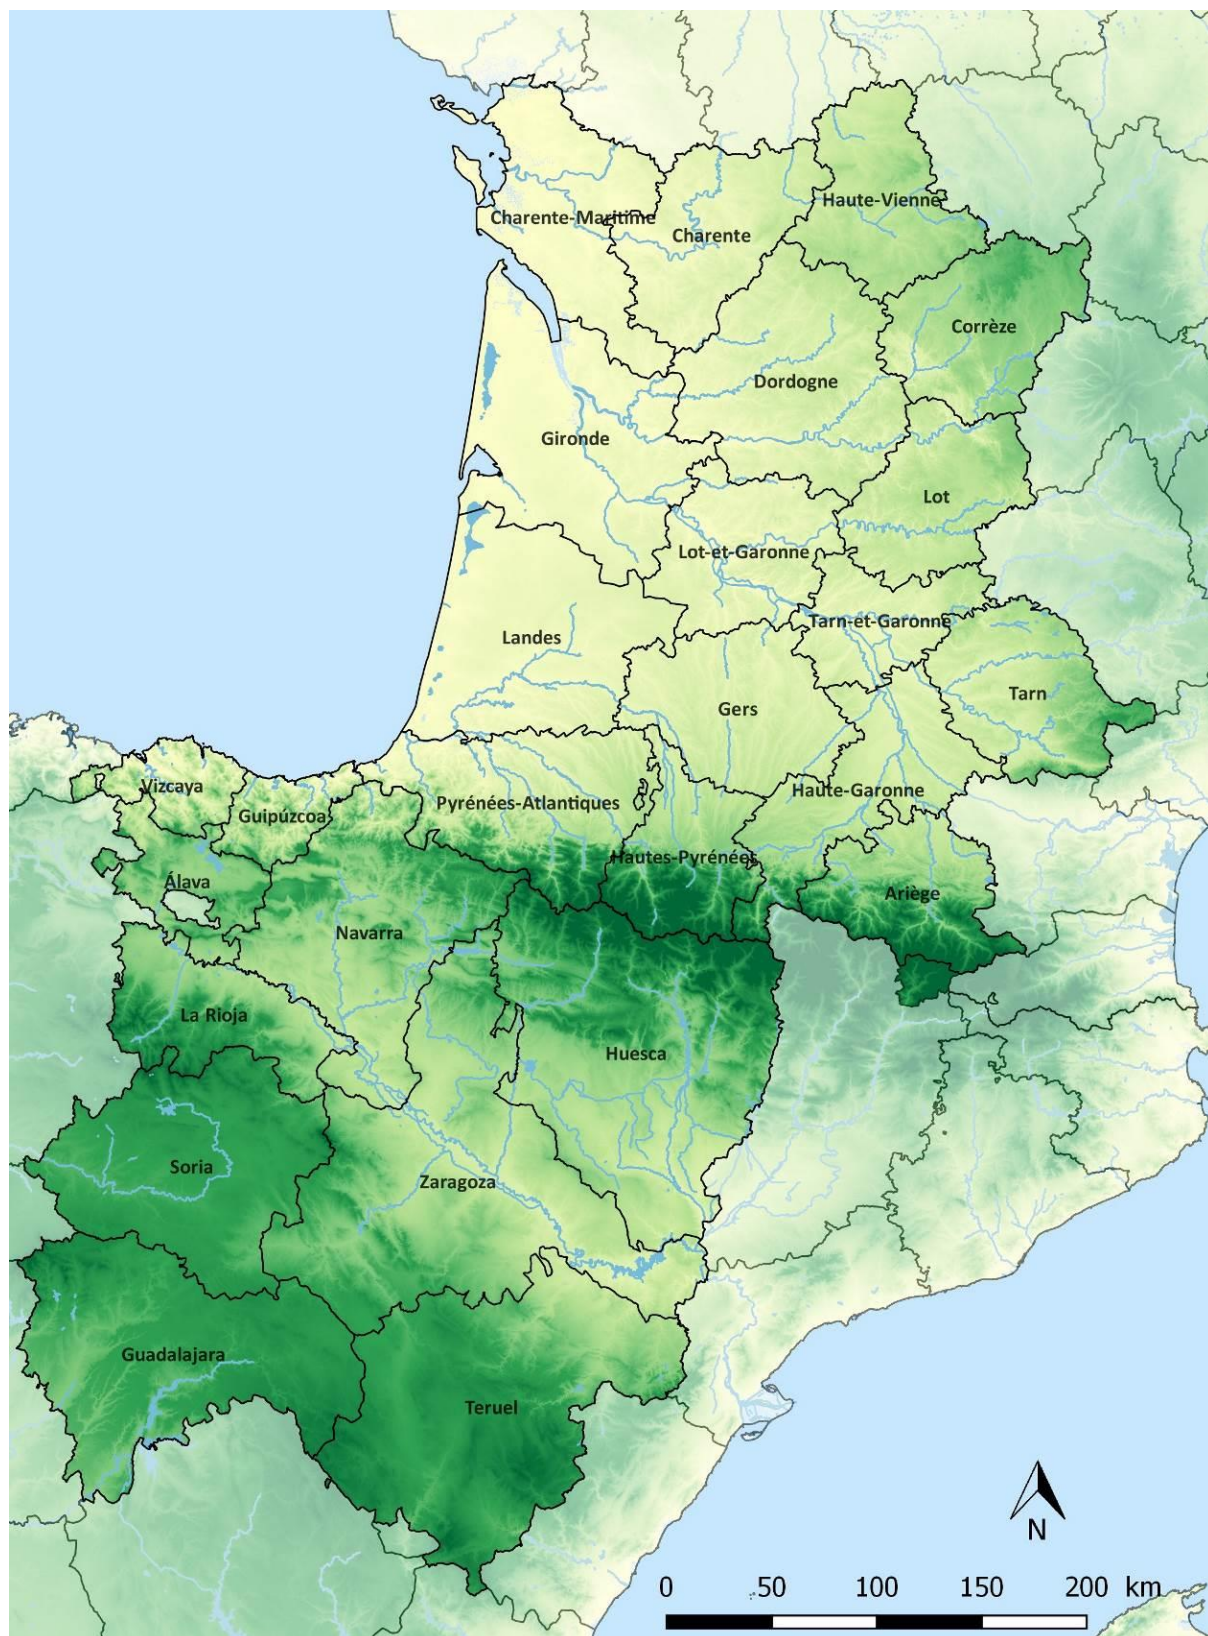 Haute-Vienne
Charente-Maritime
Charente
Corrèze
Dordogne
Gironde
Lot
Lot-et-Garonne
Tarn-et-Garonne
Landes
Tarn
Gers
Vizcaya
Haute-Garonne
Pyrénées-Atlantiques
Guipúzcoa
Hautes-Pyrénées
Álava
Ariège
Navarra
La Rioja
Huesca
Soria
Zaragoza
Guadalajara
Teruel
N
0 50 100 150 200 km